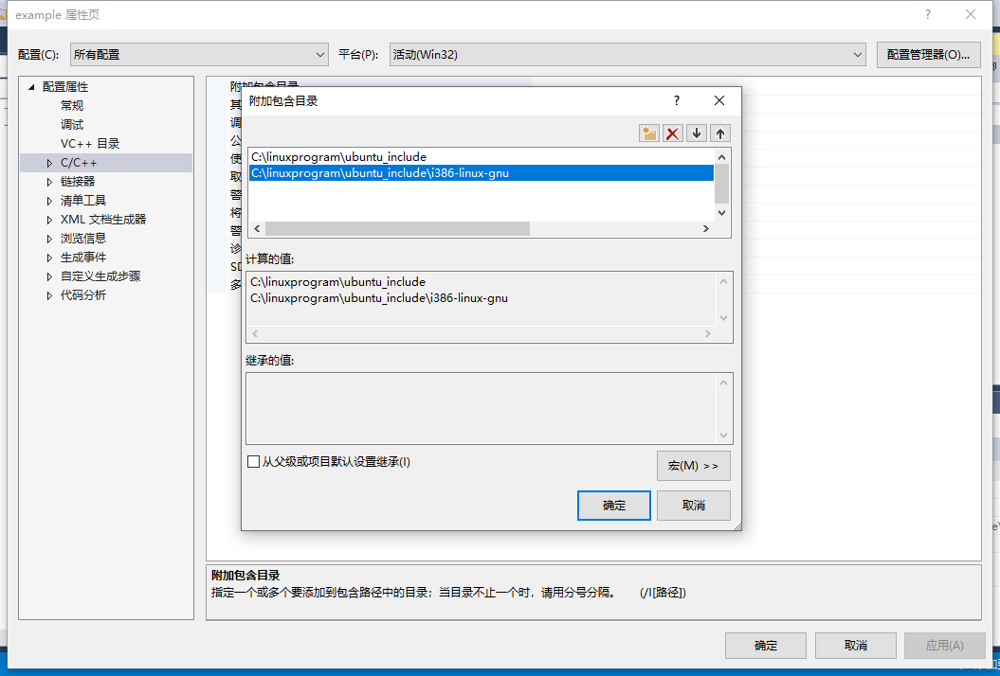 example 属性页
配置(C):
所有配置
平台(P):
活动(Win32)
配置管理器(O)...
配置属性
常规
调试
VC++ 目录
C/C++
链接器
清单工具
XML 文档生成器
浏览信息
生成事件
自定义生成步骤
代码分析
附加包含目录
其
调
公
使
取
警
将
警
诊
SD
多
附加包含目录
C:\linuxprogram\ubuntu_include
C:\linuxprogram\ubuntu_include\i386-linux-gnu
计算的值:
C:\linuxprogram\ubuntu_include
C:\linuxprogram\ubuntu_include\i386-linux-gnu
继承的值:
从父级或项目默认设置继承(I)
宏(M) >>
确定
取消
附加包含目录
指定一个或多个要添加到包含路径中的目录；当目录不止一个时，请用分号分隔。 (/I[路径])
确定
取消
应用(A)